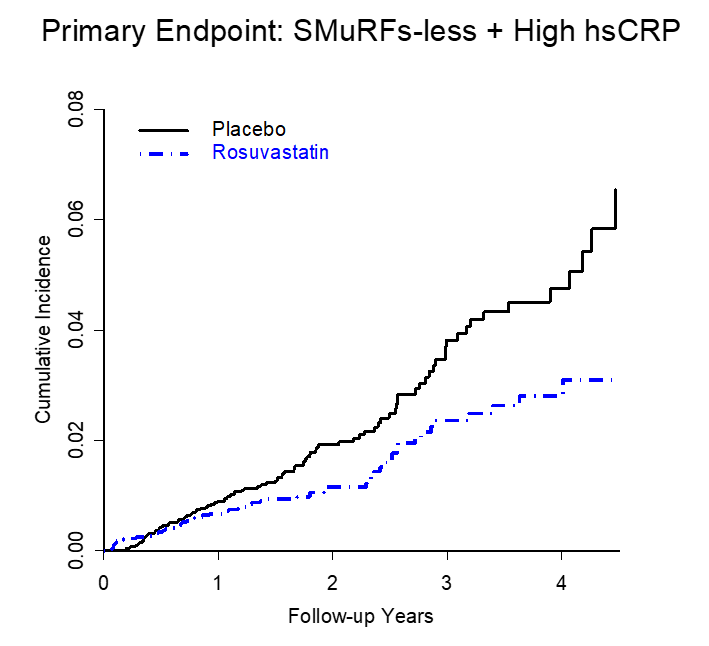 Primary Endpoint: SMuRFs-less + High hsCRP
Placebo
Rosuvastatin
Cumulative Incidence
0.08
0.06
0.04
0.02
0.00
0 1 2 3 4
Follow-up Years